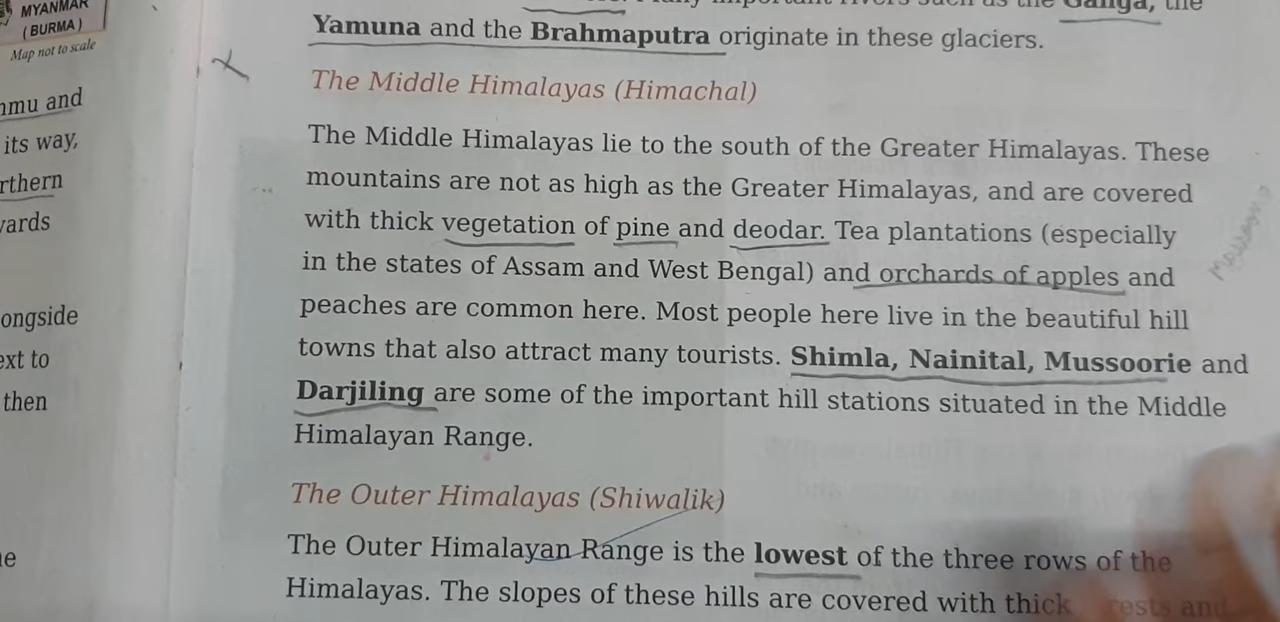 MYANMAR
(BURMA)
Map not to scale
and
its way,
ongside
to
then
Ganga, the
Yamuna and the Brahmaputra originate in these glaciers.
The Middle Himalayas (Himachal)
The Middle Himalayas lie to the south of the Greater Himalayas. These
mountains are not as high as the Greater Himalayas, and are covered
with thick vegetation of pine and deodar. Tea plantations (especially
in the states of Assam and West Bengal) and orchards of apples and
peaches are common here. Most people here live in the beautiful hill
towns that also attract many tourists. Shimla, Nainital, Mussoorie and
Darjiling are some of the important hill stations situated in the Middle
Himalayan Range.
The Outer Himalayas (Shiwalik)
The Outer Himalayan Range is the lowest of the three rows of the
Himalayas. The slopes of these hills are covered with thick